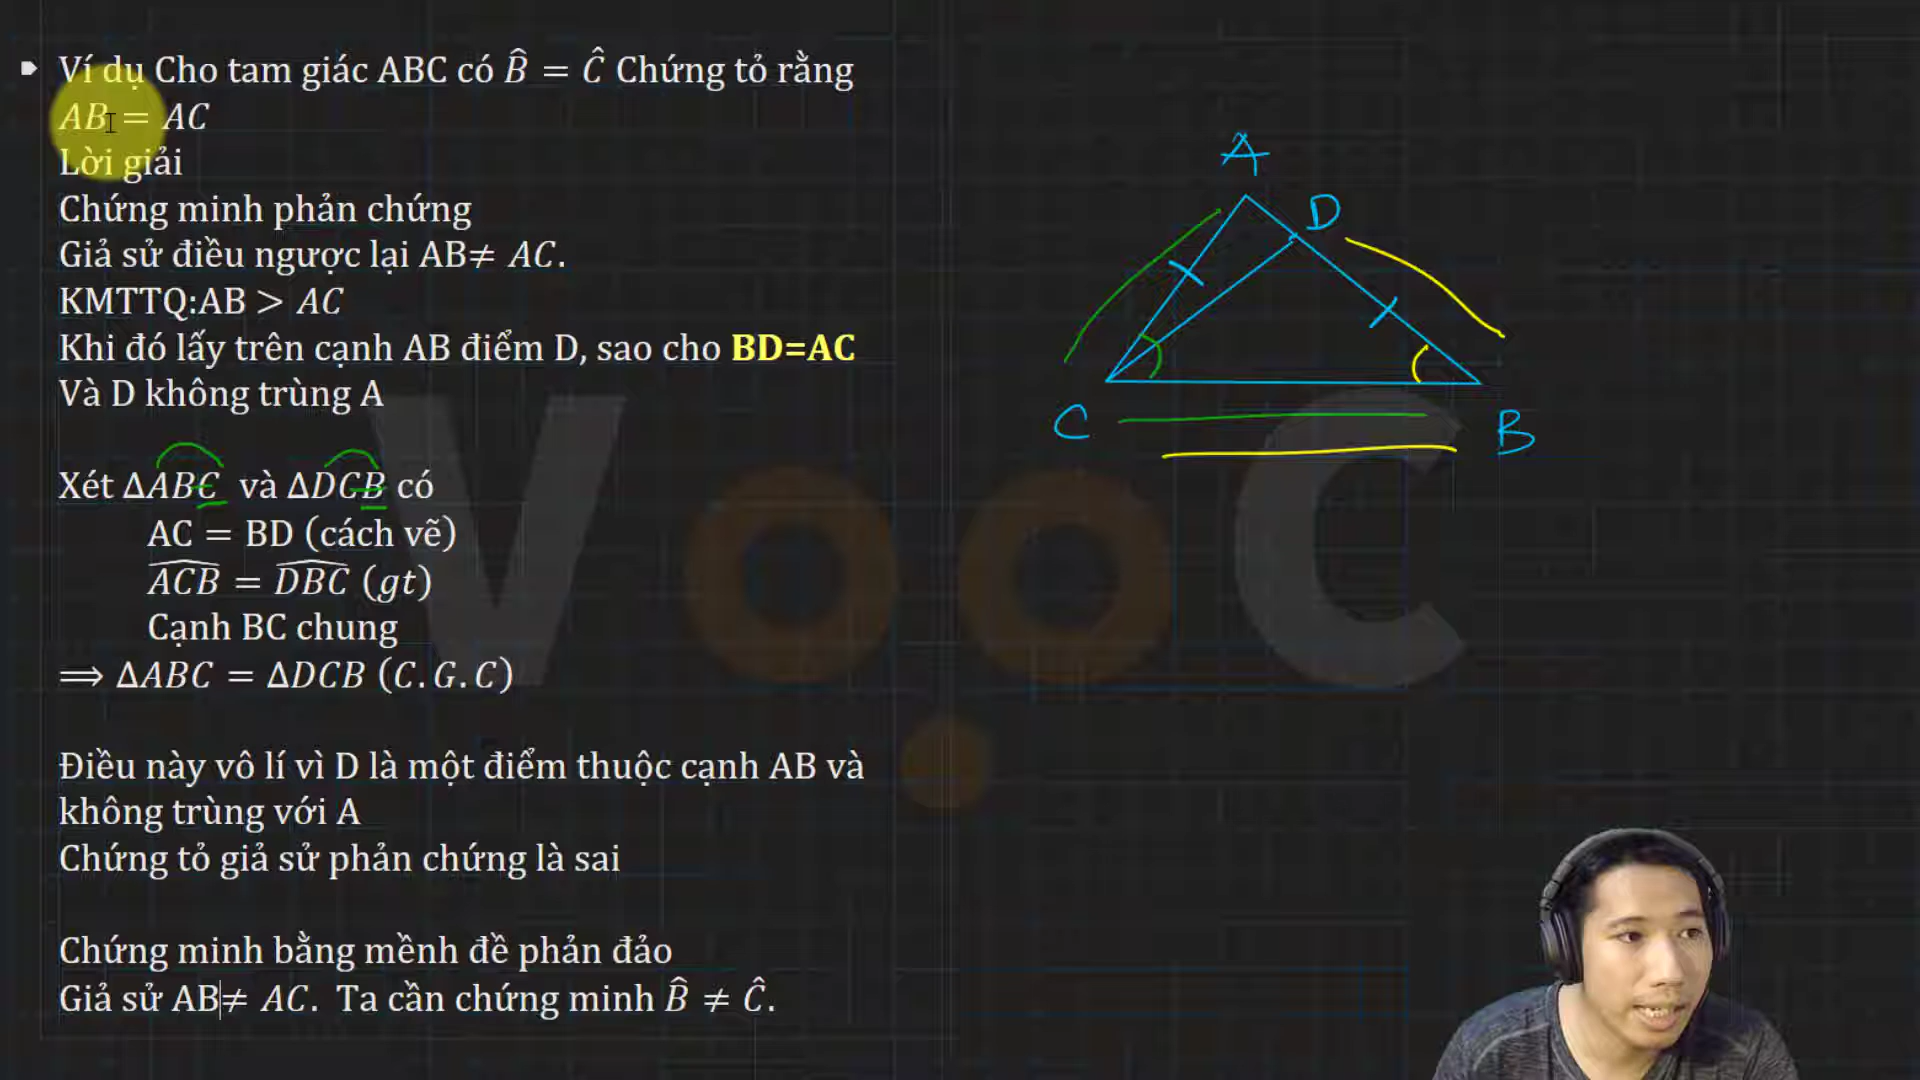 Ví dụ Cho tam giác ABC có B̂ = Ĉ Chứng tỏ rằng
AB = AC
Lời giải
Chứng minh phản chứng
Giả sử điều ngược lại AB≠ AC.
KMTTQ:AB > AC
Khi đó lấy trên cạnh AB điểm D, sao cho BD=AC
Và D không trùng A
Xét ΔABC và ΔDCB có
AC = BD (cách vẽ)
\widehat{ACB} = \widehat{DBC} (gt)
Cạnh BC chung
⟹ ΔABC = ΔDCB (C.G.C)
Điều này vô lí vì D là một điểm thuộc cạnh AB và
không trùng với A
Chứng tỏ giả sử phản chứng là sai
Chứng minh bằng mềnh đề phản đảo
Giả sử AB≠ AC. Ta cần chứng minh B̂ ≠ Ĉ.
A
D
C
B
VOOC